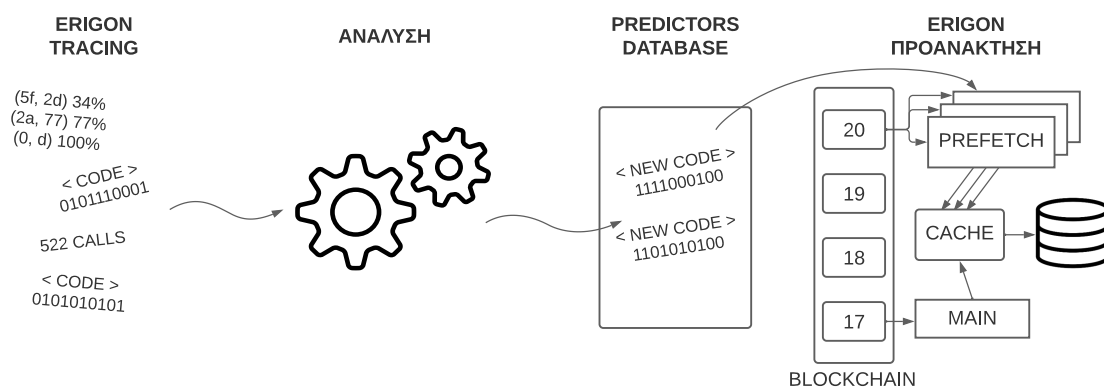 ERIGON
TRACING
(5f, 2d) 34%
(2a, 77) 77%
(0, d) 100%
< CODE >
0101110001
522 CALLS
< CODE >
0101010101
ΑΝΑΛΥΣΗ
PREDICTORS
DATABASE
< NEW CODE >
1111000100
< NEW CODE >
1101010100
ERIGON
ΠΡΟΑΝΑΚΤΗΣΗ
20
19
18
17
BLOCKCHAIN
PREFETCH
CACHE
MAIN